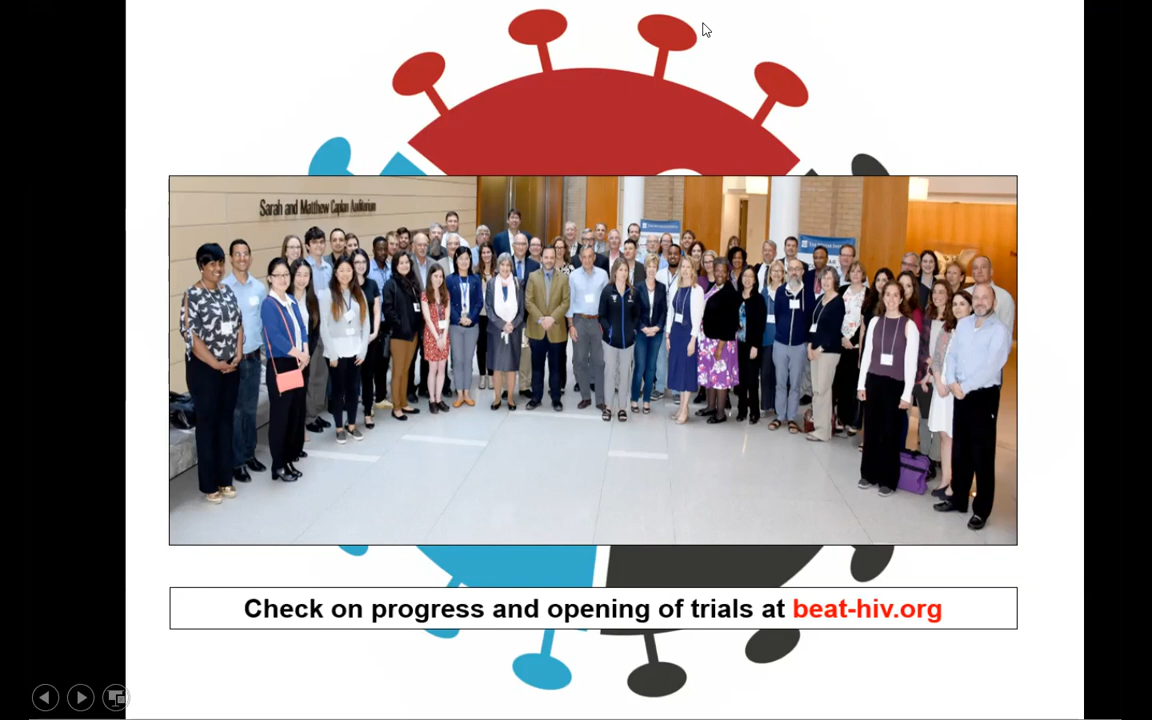 Sarah and Matthew Caplan Auditorium
Check on progress and opening of trials at beat-hiv.org